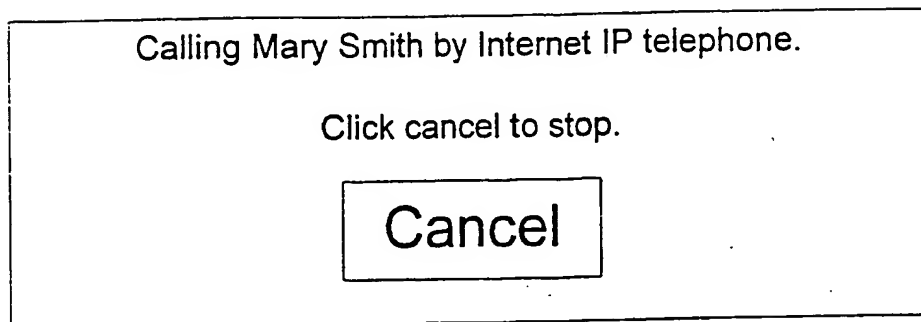 Calling Mary Smith by Internet IP telephone.
Click cancel to stop.
Cancel